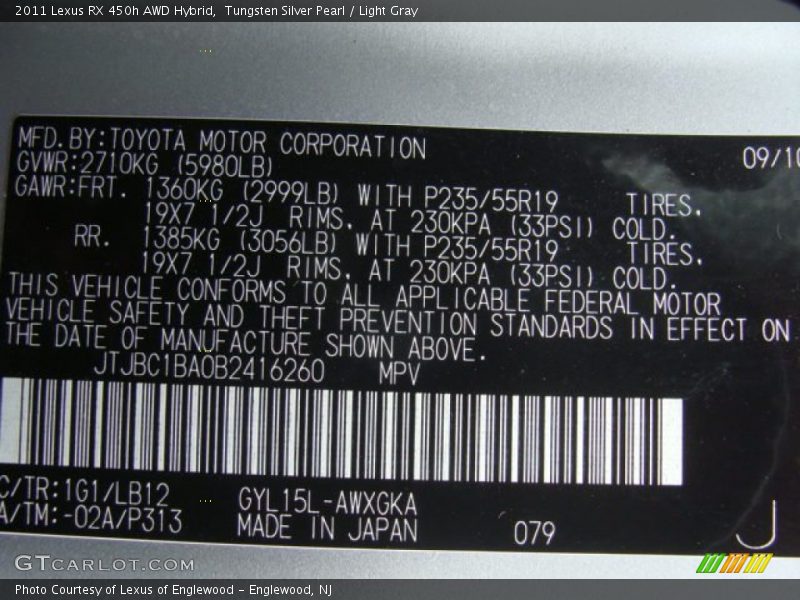 2011 Lexus RX 450h AWD Hybrid,  Tungsten Silver Pearl / Light Gray
MFD.BY:TOYOTA MOTOR CORPORATION 09/10
GVWR:2710KG (5980LB)
GAWR:FRT. 1360KG (2999LB) WITH P235/55R19 TIRES.
19X7 1/2J RIMS, AT 230KPA (33PSI) COLD.
RR. 1385KG (3056LB) WITH P235/55R19 TIRES,
19X7 1/2J RIMS, AT 230KPA (33PSI) COLD.
THIS VEHICLE CONFORMS TO ALL APPLICABLE FEDERAL MOTOR
VEHICLE SAFETY AND THEFT PREVENTION STANDARDS IN EFFECT ON
THE DATE OF MANUFACTURE SHOWN ABOVE.
JTJBC1BA0B2416260 MPV
C/TR:1G1/LB12 GYL15L-AWXGKA
A/TM:-02A/P313 MADE IN JAPAN 079 J
GTCARLOT.COM
Photo Courtesy of Lexus of Englewood - Englewood, NJ